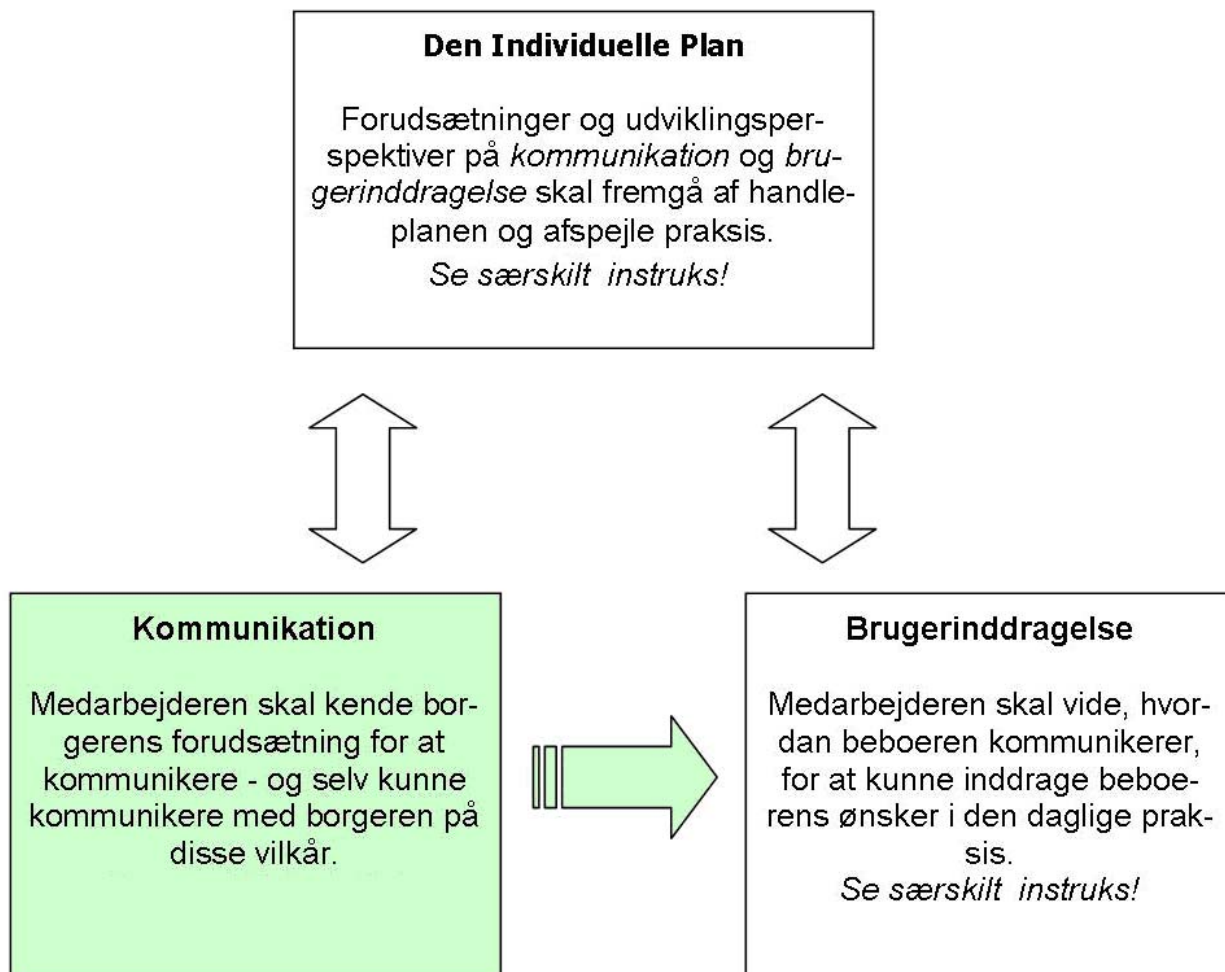 Den Individuelle Plan
Forudsætninger og udviklingsper-
spektiver på kommunikation og bru-
gerinddragelse skal fremgå af handle-
planen og afspejle praksis.
Se særskilt instruks!
Kommunikation
Medarbejderen skal kende bor-
gerens forudsætning for at
kommunikere - og selv kunne
kommunikere med borgeren på
disse vilkår.
Brugerinddragelse
Medarbejderen skal vide, hvor-
dan beboeren kommunikerer,
for at kunne inddrage beboe-
rens ønsker i den daglige prak-
sis.
Se særskilt instruks!